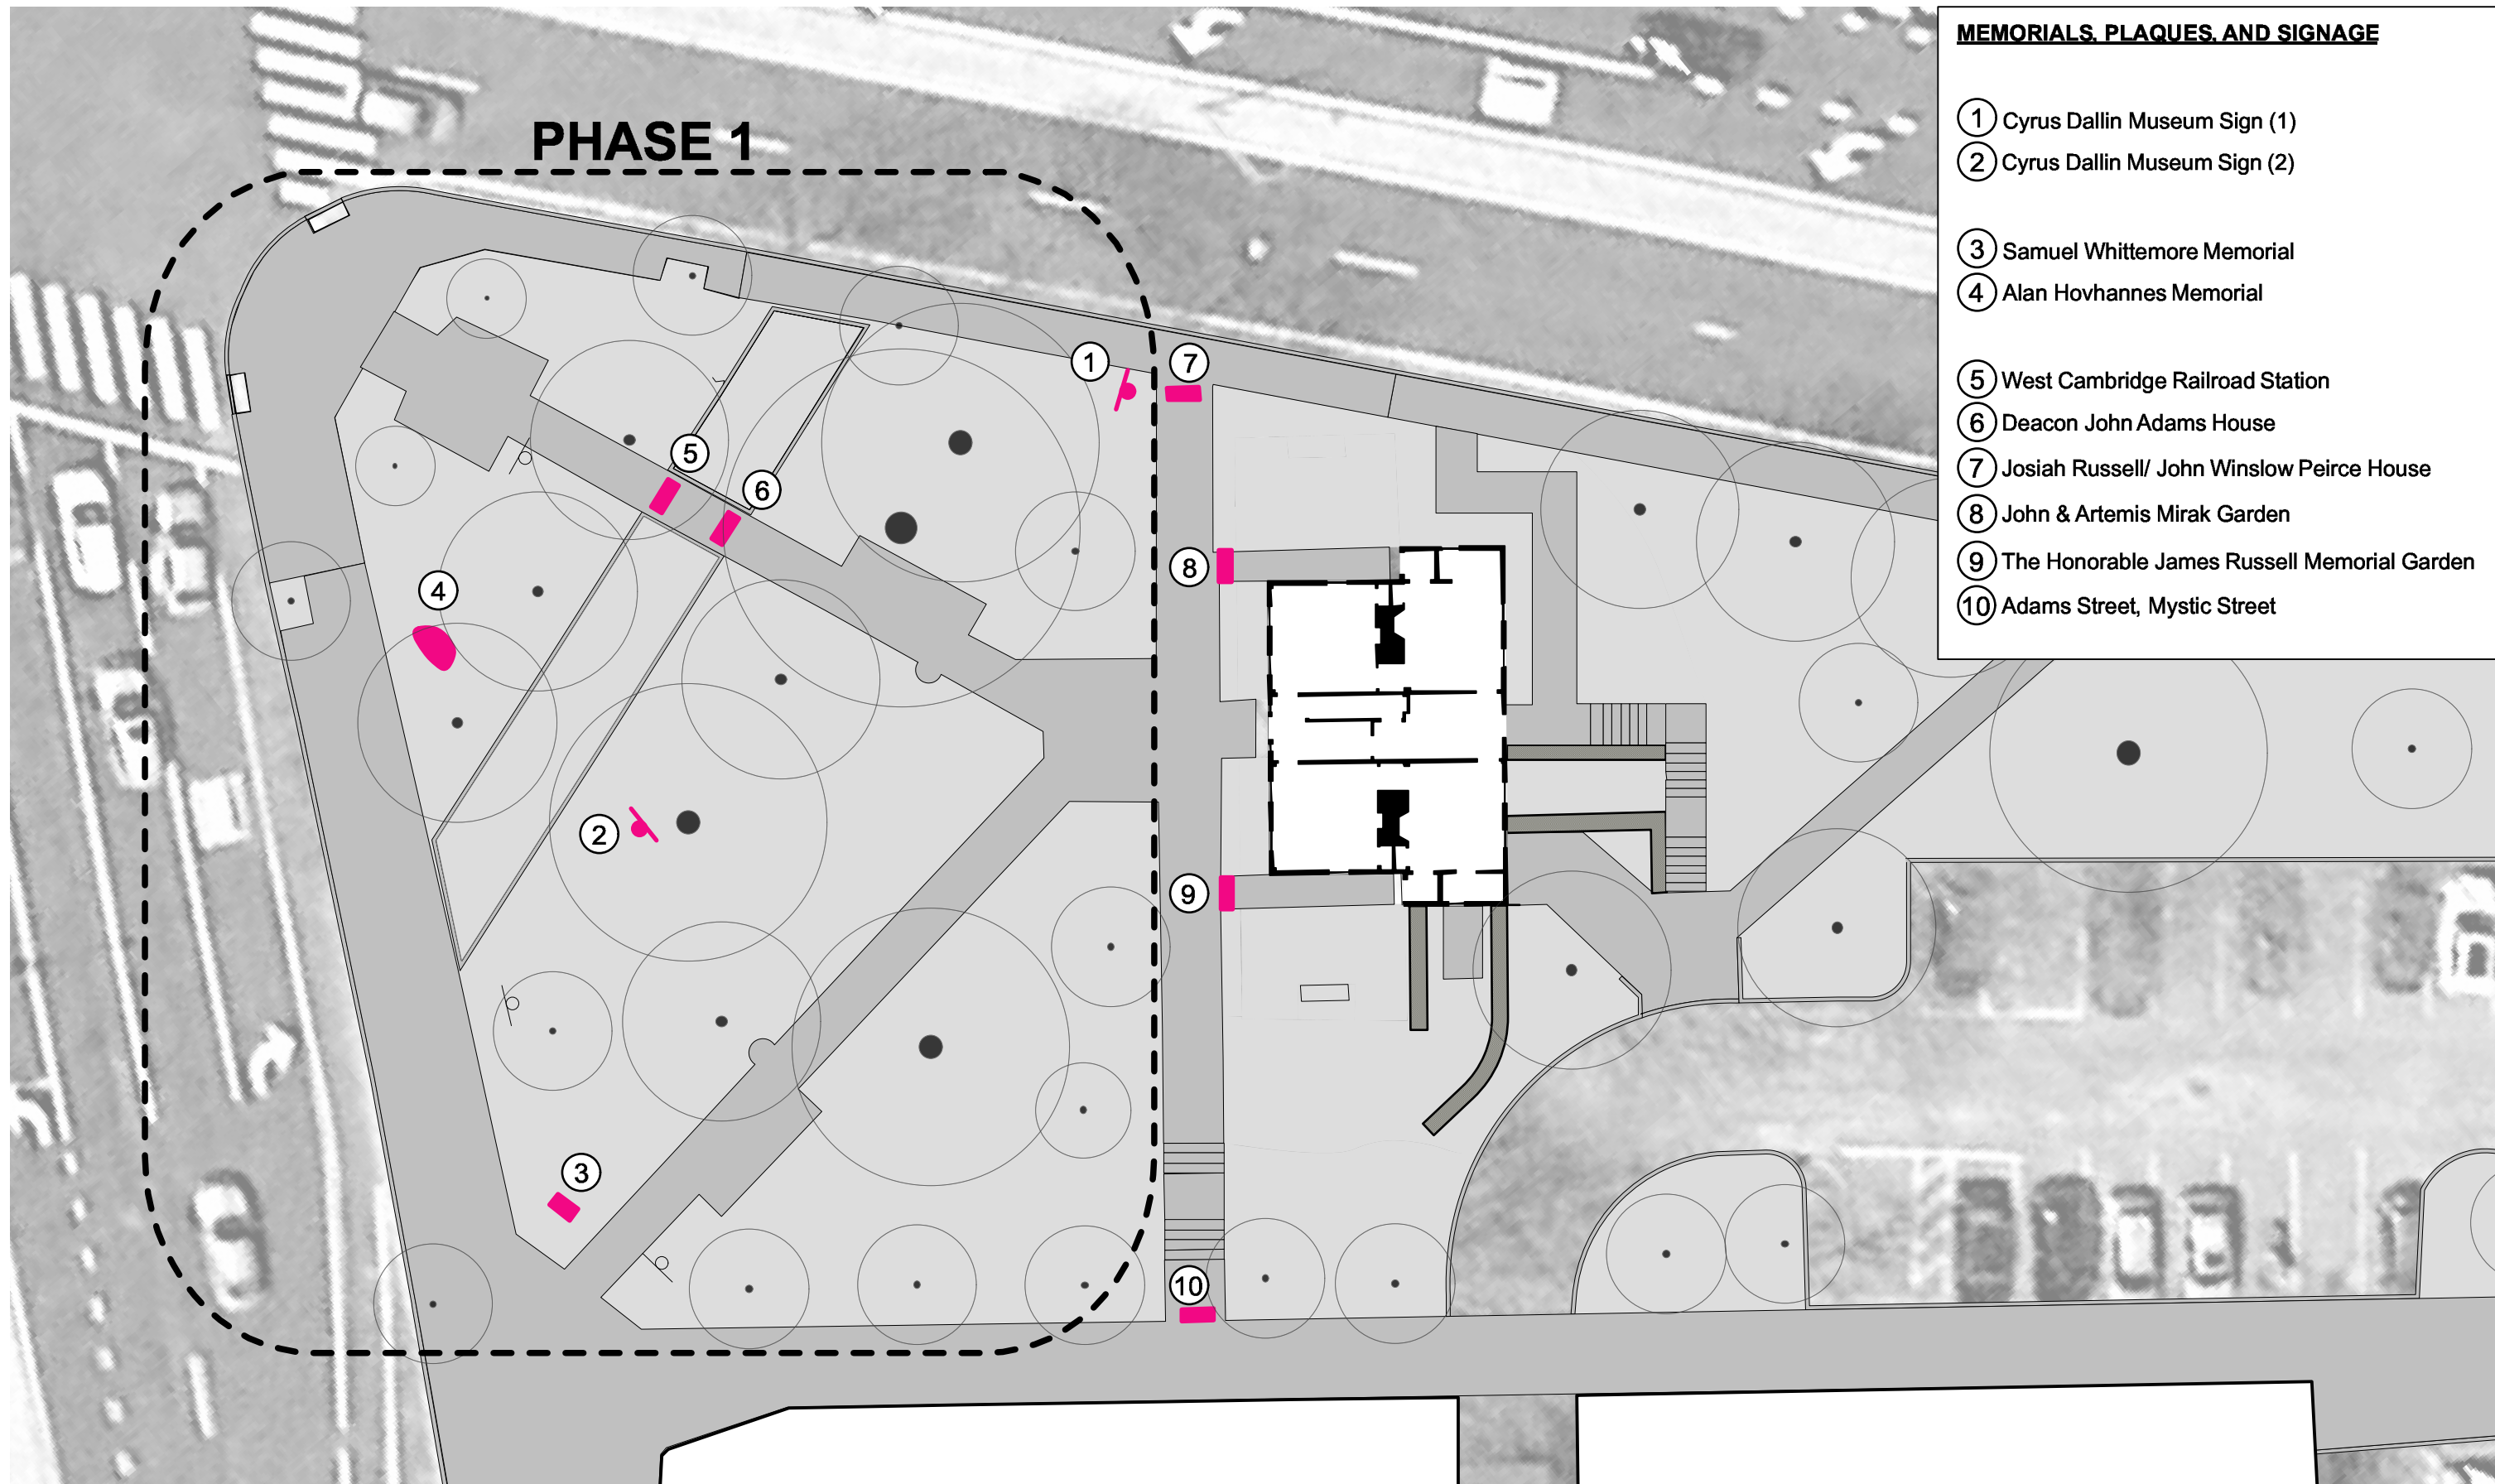 PHASE 1
MEMORIALS, PLAQUES, AND SIGNAGE
1 Cyrus Dallin Museum Sign (1)
2 Cyrus Dallin Museum Sign (2)
3 Samuel Whittemore Memorial
4 Alan Hovhannes Memorial
5 West Cambridge Railroad Station
6 Deacon John Adams House
7 Josiah Russell/ John Winslow Peirce House
8 John & Artemis Mirak Garden
9 The Honorable James Russell Memorial Garden
10 Adams Street, Mystic Street
1
7
5
6
8
4
2
9
3
10